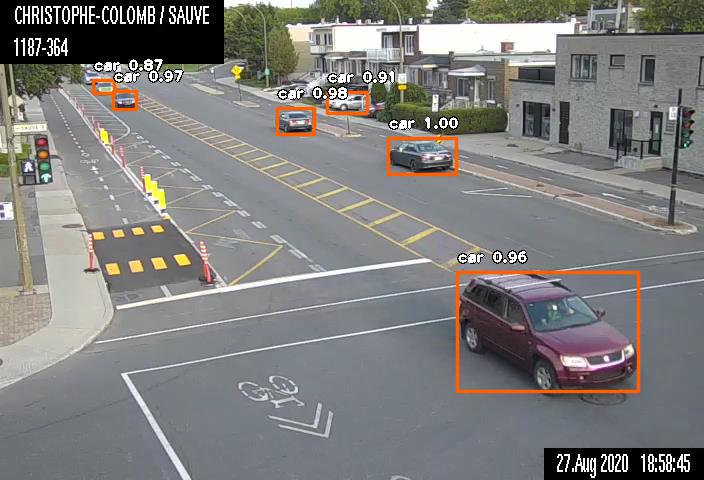 CHRISTOPHE-COLOMB / SAUVE
1187-364
car 0.87
car 0.97
car 0.91
car 0.98
car 1.00
car 0.96
27.Aug 2020 18:58:45